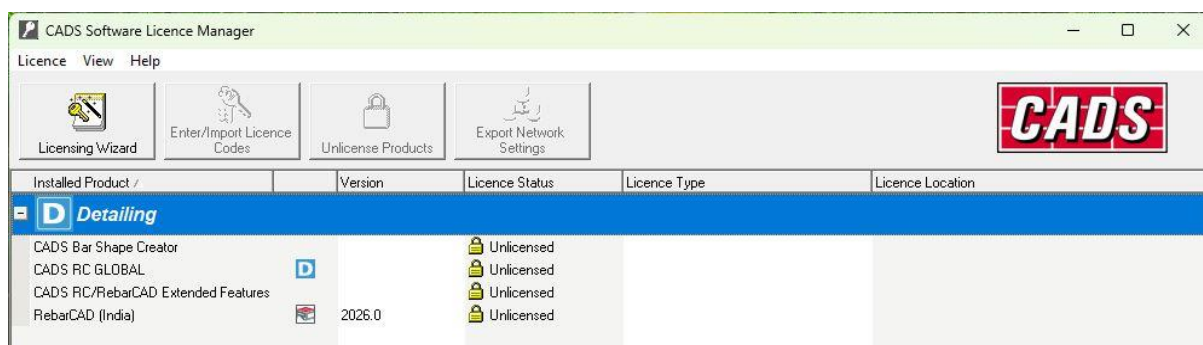 CADS Software Licence Manager
Licence View Help
Licensing Wizard
Enter/Import Licence
Codes
Unlicense Products
Export Network
Settings
CADS
Installed Product / Version Licence Status Licence Type Licence Location
D Detailing
CADS Bar Shape Creator Unlicensed
CADS RC GLOBAL D Unlicensed
CADS RC/RebarCAD Extended Features Unlicensed
RebarCAD (India) 2026.0 Unlicensed